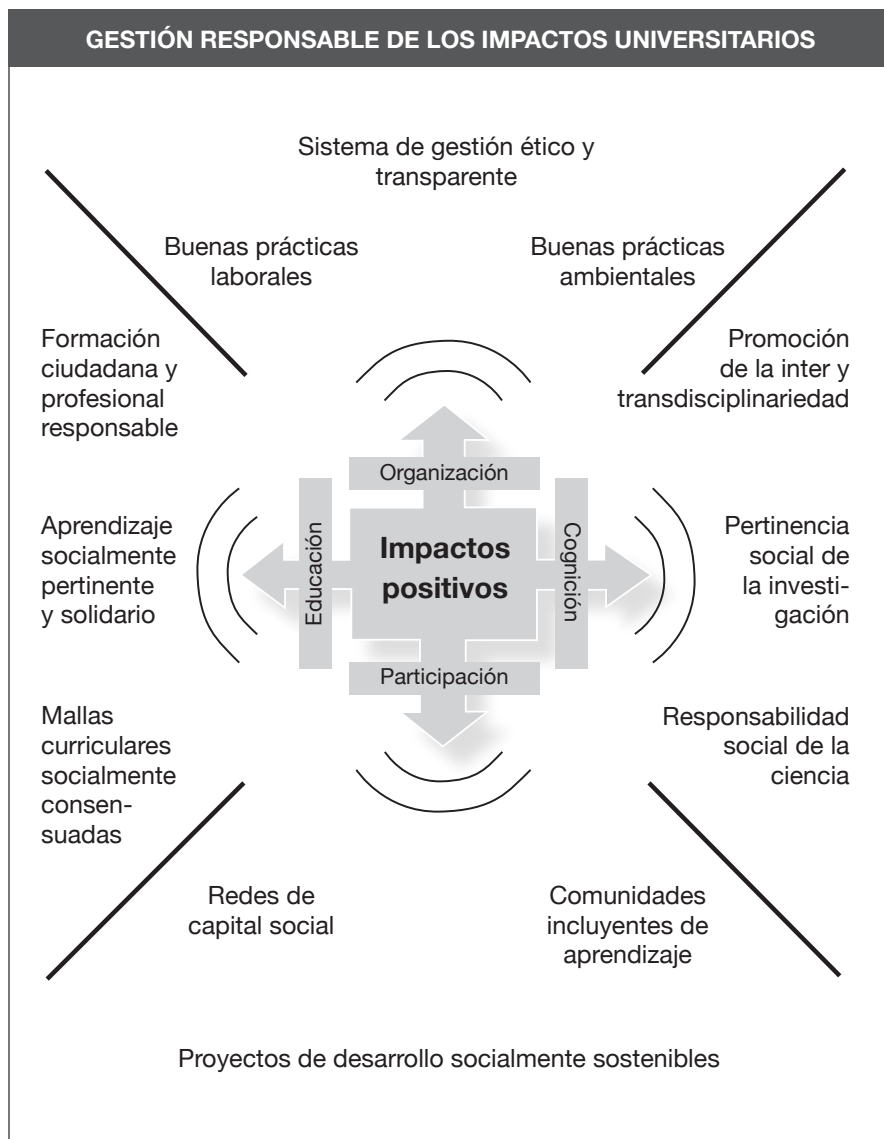 GESTIÓN RESPONSABLE DE LOS IMPACTOS UNIVERSITARIOS
Sistema de gestión ético y
transparente
Buenas prácticas
laborales
Buenas prácticas
ambientales
Formación
ciudadana y
profesional
responsable
Promoción
de la inter y
transdisciplinariedad
Organización
Aprendizaje
socialmente
pertinente
y solidario
Educación
Impactos
positivos
Cognición
Pertinencia
social de
la investi-
gación
Participación
Mallas
curriculares
socialmente
consen-
suadas
Responsabilidad
social de la
ciencia
Redes de
capital social
Comunidades
incluyentes de
aprendizaje
Proyectos de desarrollo socialmente sostenibles